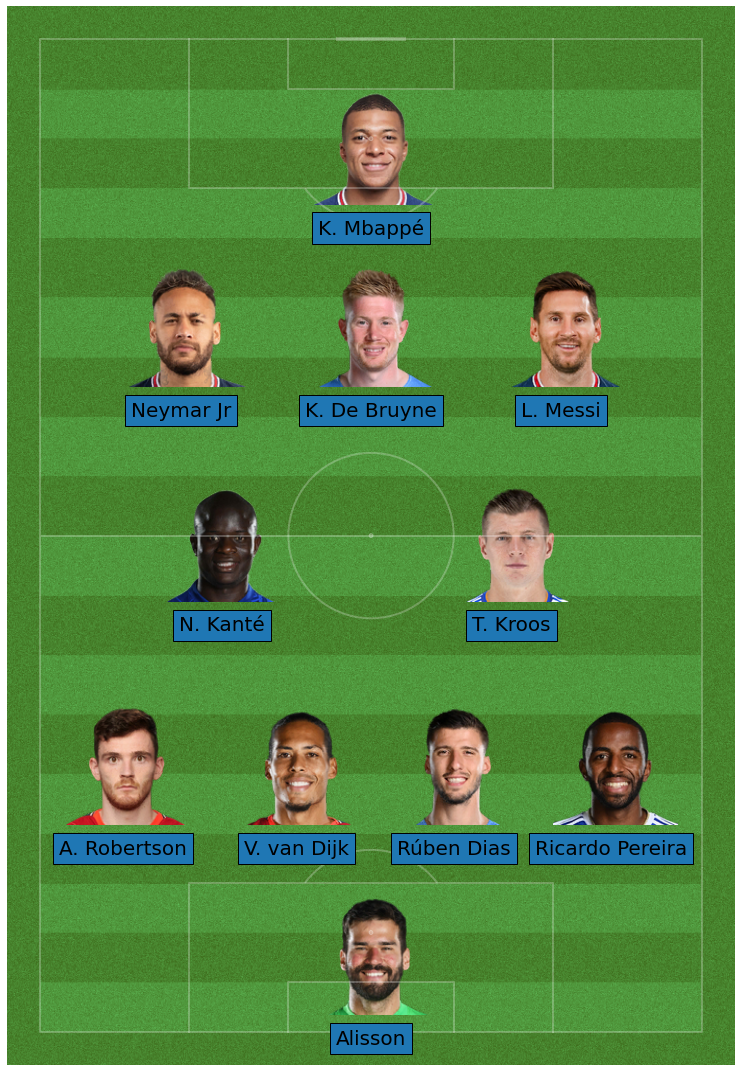 K. Mbappé
Neymar Jr
K. De Bruyne
L. Messi
N. Kanté
T. Kroos
A. Robertson
V. van Dijk
Rúben Dias
Ricardo Pereira
Alisson